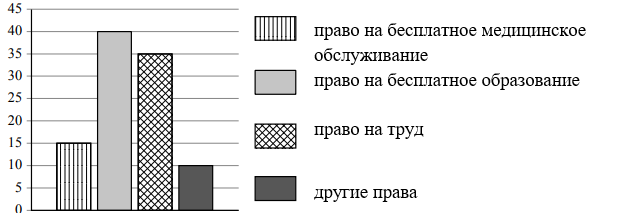 45
40
35
30
25
20
15
10
5
0
право на бесплатное медицинское
обслуживание
право на бесплатное образование
право на труд
другие права